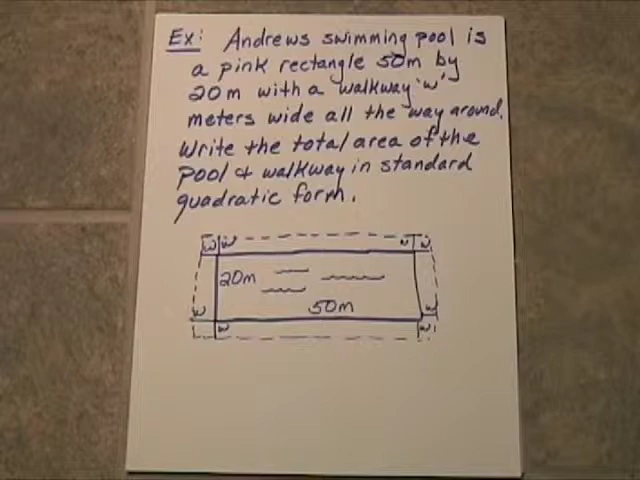 Ex: Andrews swimming pool is
a pink rectangle 50m by
20m with a walkway 'w'
meters wide all the way around.
Write the total area of the
pool & walkway in standard
quadratic form.
w w w w
20m
50m
w w
w w